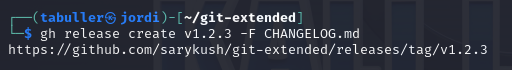 ┌──(tabuller㉿jordi)-[~/git-extended]
└─$ gh release create v1.2.3 -F CHANGELOG.md
https://github.com/sarykush/git-extended/releases/tag/v1.2.3